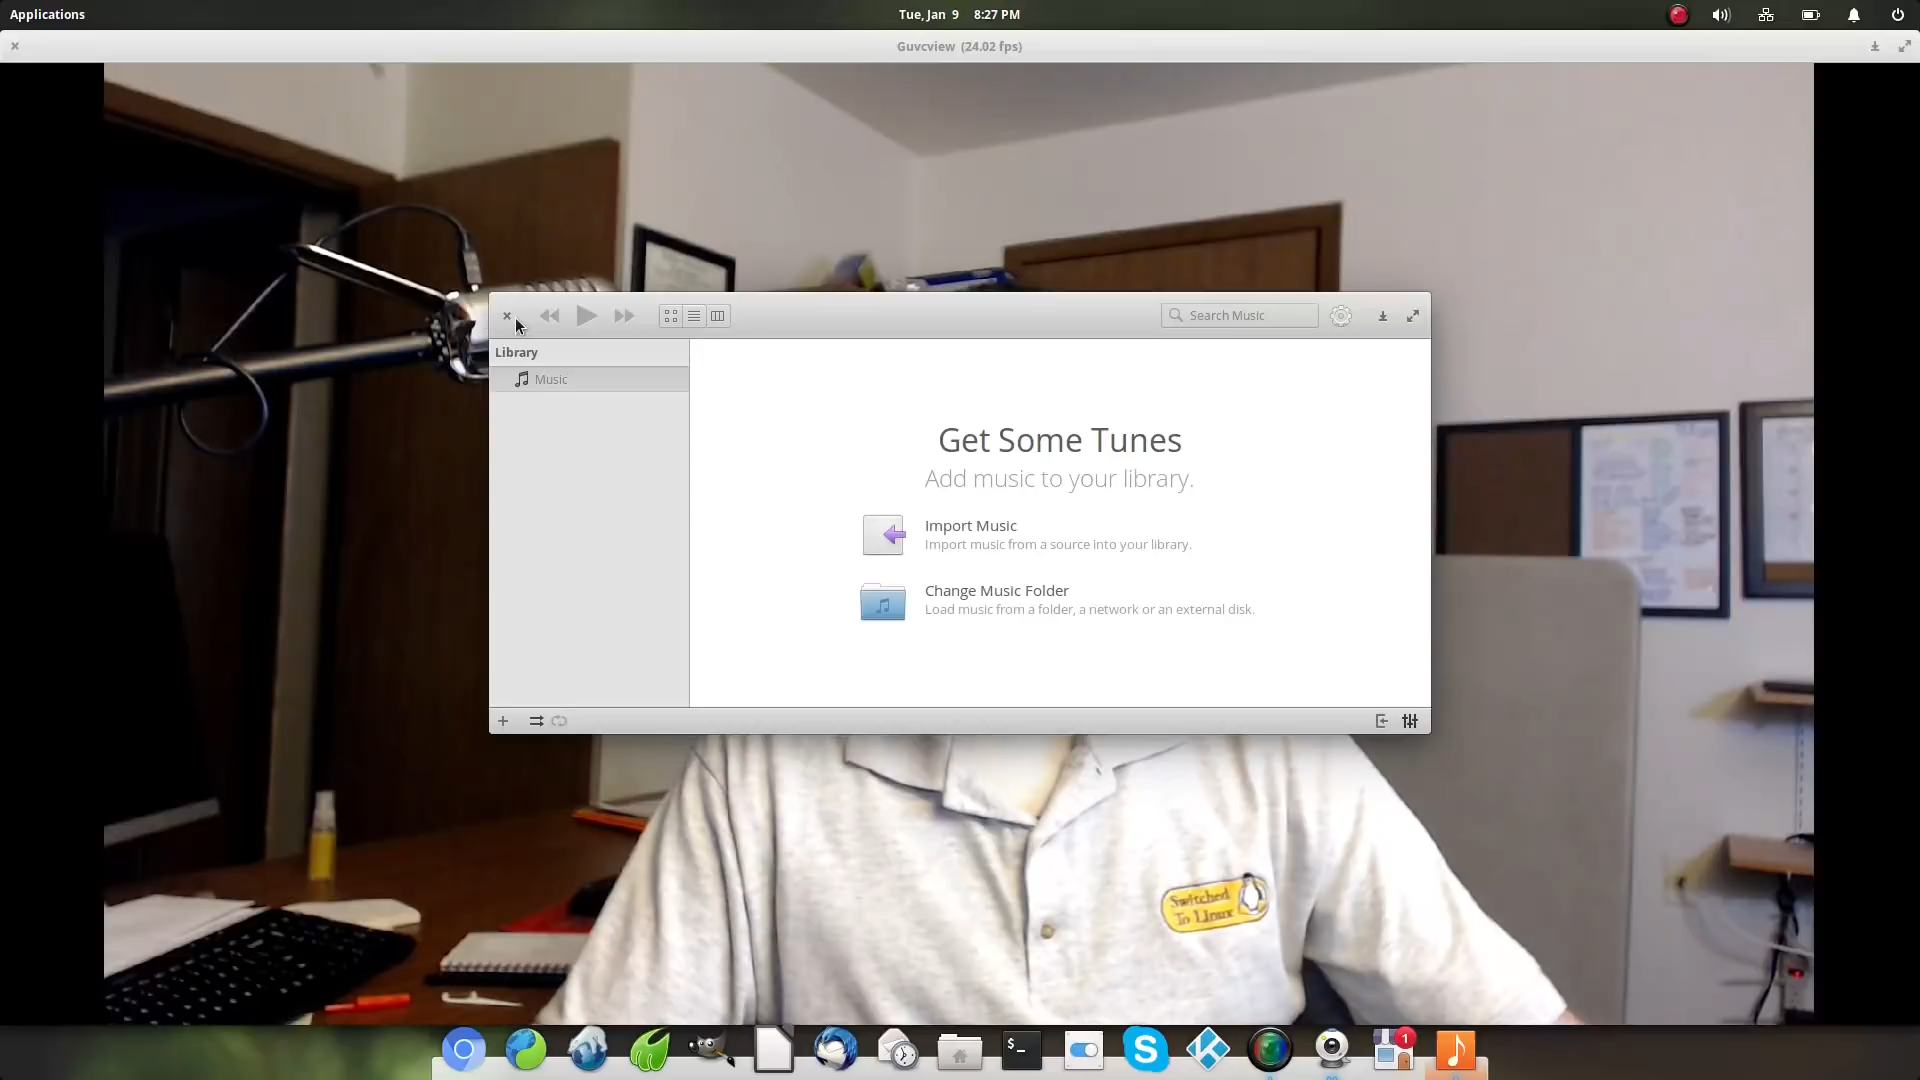 Applications
Tue, Jan 9 8:27 PM
Guvcview (24.02 fps)
Search Music
Library
Music
Get Some Tunes
Add music to your library.
Import Music
Import music from a source into your library.
Change Music Folder
Load music from a folder, a network or an external disk.
Switched
To Linux
$
S
1